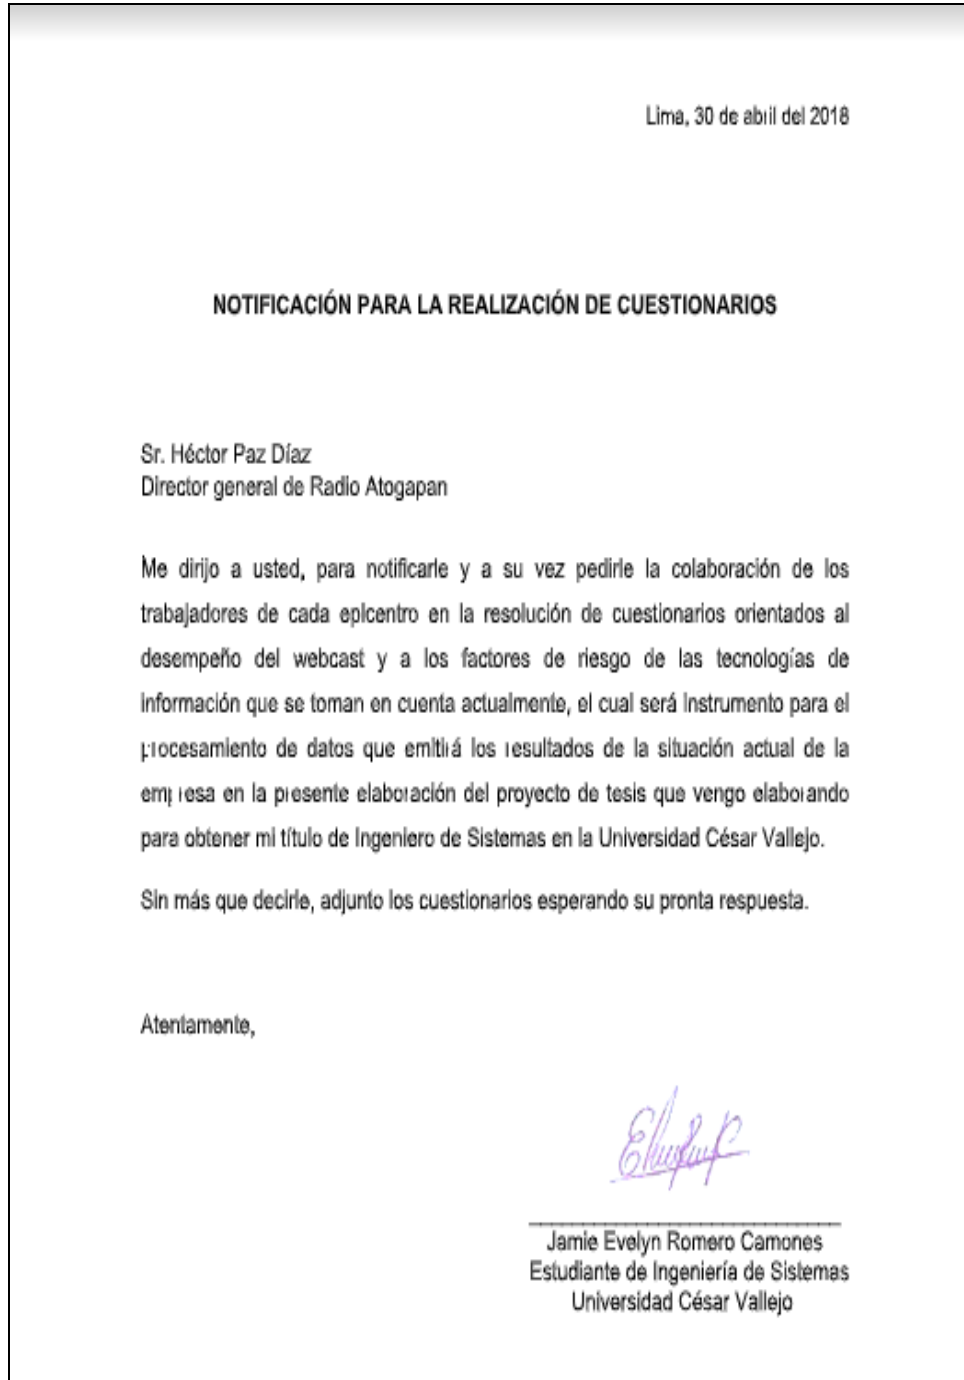 Lima, 30 de abril del 2018
NOTIFICACIÓN PARA LA REALIZACIÓN DE CUESTIONARIOS
Sr. Héctor Paz Díaz
Director general de Radio Atogapan
Me dirijo a usted, para notificarle y a su vez pedirle la colaboración de los
trabajadores de cada epicentro en la resolución de cuestionarios orientados al
desempeño del webcast y a los factores de riesgo de las tecnologías de
información que se toman en cuenta actualmente, el cual será instrumento para el
procesamiento de datos que emitirá los resultados de la situación actual de la
empresa en la presente elaboración del proyecto de tesis que vengo elaborando
para obtener mi título de Ingeniero de Sistemas en la Universidad César Vallejo.
Sin más que decirle, adjunto los cuestionarios esperando su pronta respuesta.
Atentamente,
Jamie Evelyn Romero Camones
Estudiante de Ingeniería de Sistemas
Universidad César Vallejo